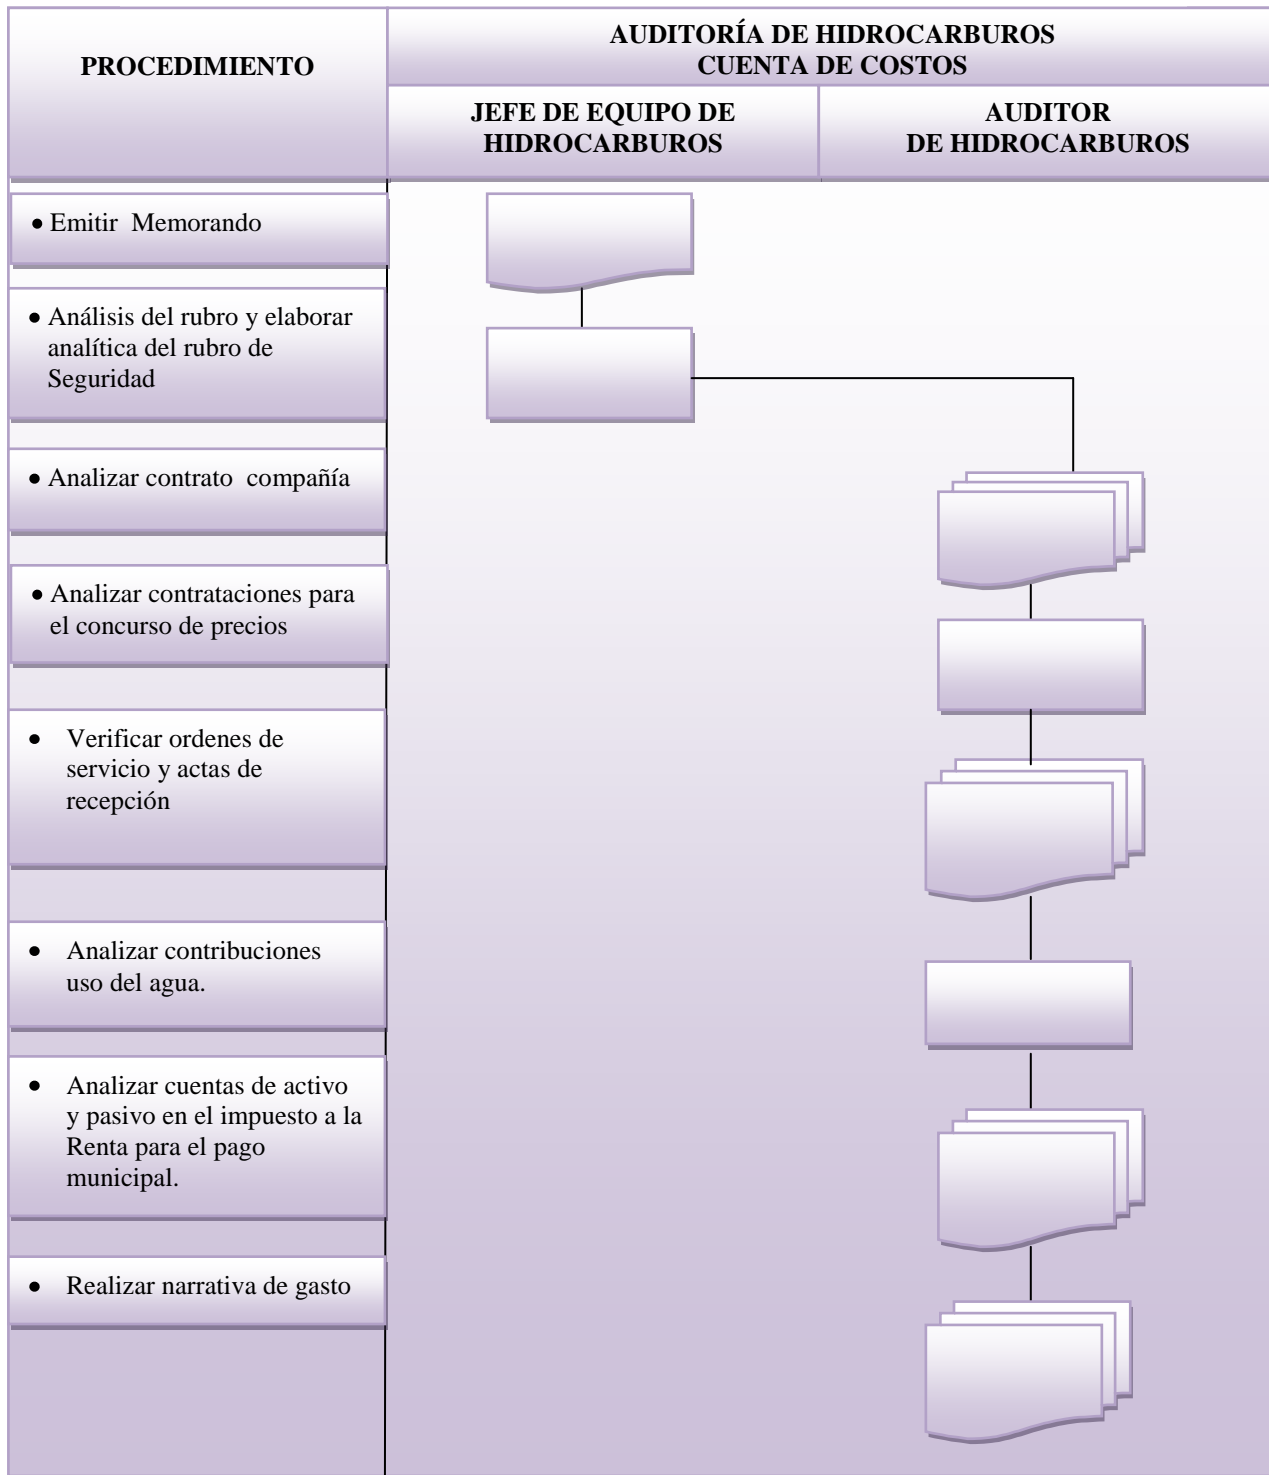 PROCEDIMIENTO
AUDITORÍA DE HIDROCARBUROS
CUENTA DE COSTOS
JEFE DE EQUIPO DE
HIDROCARBUROS
AUDITOR
DE HIDROCARBUROS
• Emitir  Memorando
• Análisis del rubro y elaborar
analítica del rubro de
Seguridad
• Analizar contrato  compañía
• Analizar contrataciones para
el concurso de precios
• Verificar ordenes de
servicio y actas de
recepción
• Analizar contribuciones
uso del agua.
• Analizar cuentas de activo
y pasivo en el impuesto a la
Renta para el pago
municipal.
• Realizar narrativa de gasto